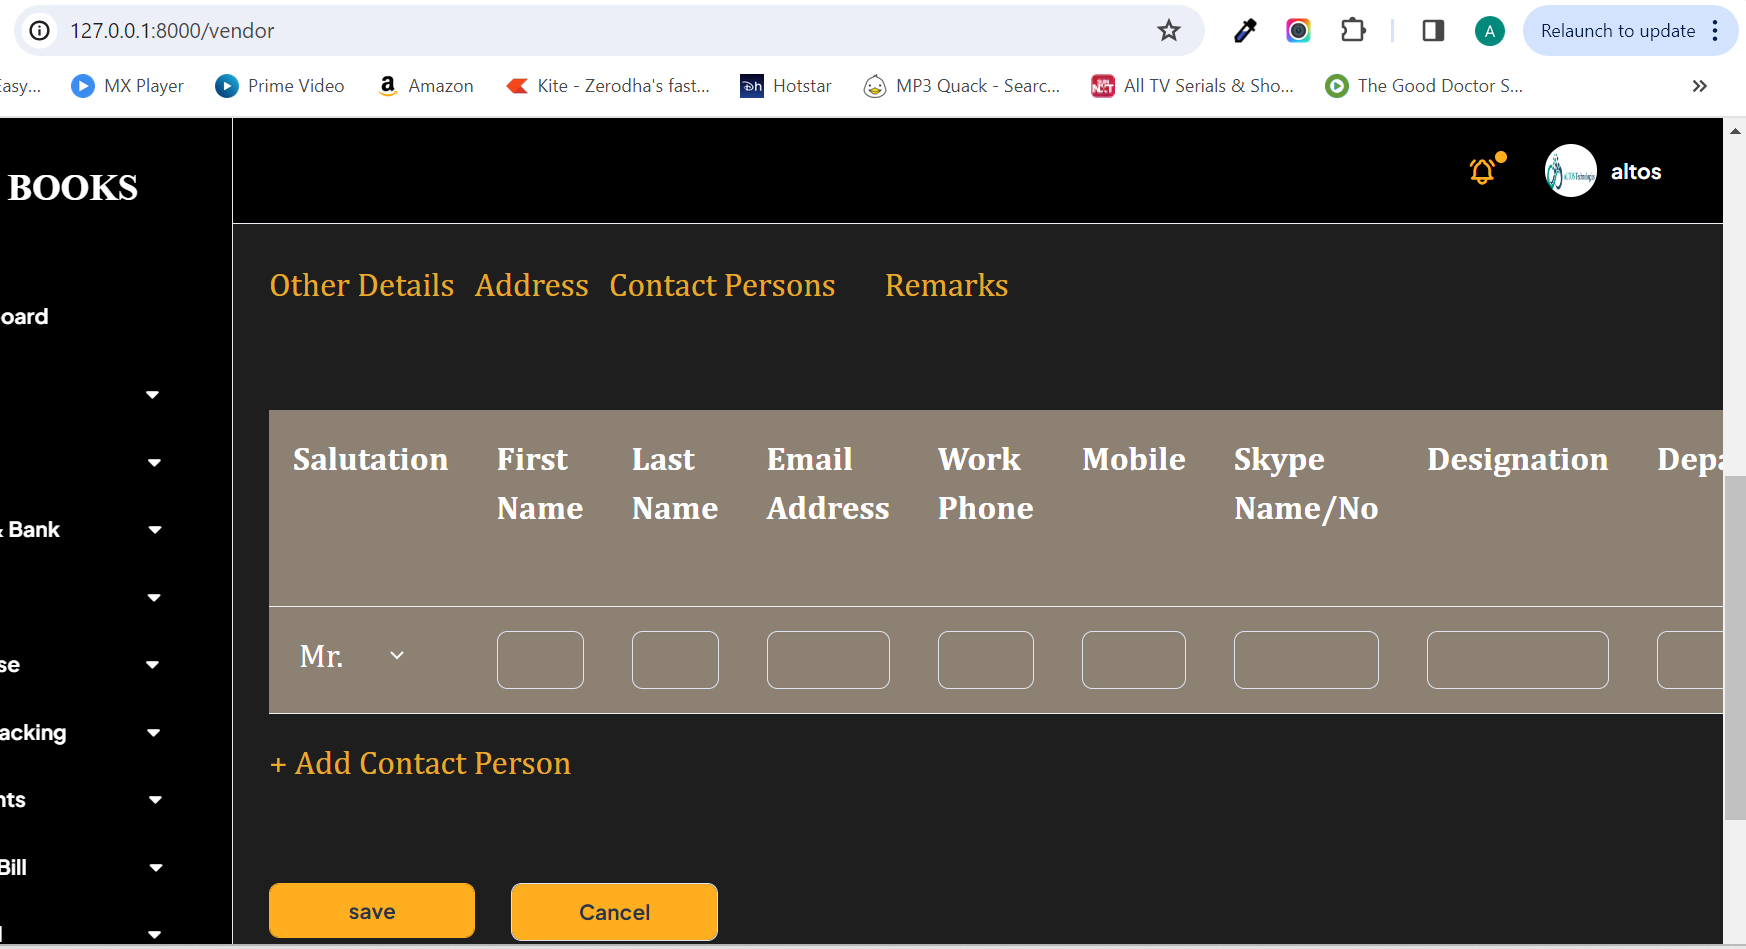 127.0.0.1:8000/vendor
Relaunch to update
A
Easy...
MX Player
Prime Video
Amazon
Kite - Zerodha's fast...
Hotstar
MP3 Quack - Searc...
All TV Serials & Sho...
The Good Doctor S...
BOOKS
altos
oard
& Bank
se
acking
nts
Bill
Other Details Address Contact Persons Remarks
Salutation
First Name
Last Name
Email Address
Work Phone
Mobile
Skype Name/No
Designation
Depa
Mr.
+ Add Contact Person
save
Cancel